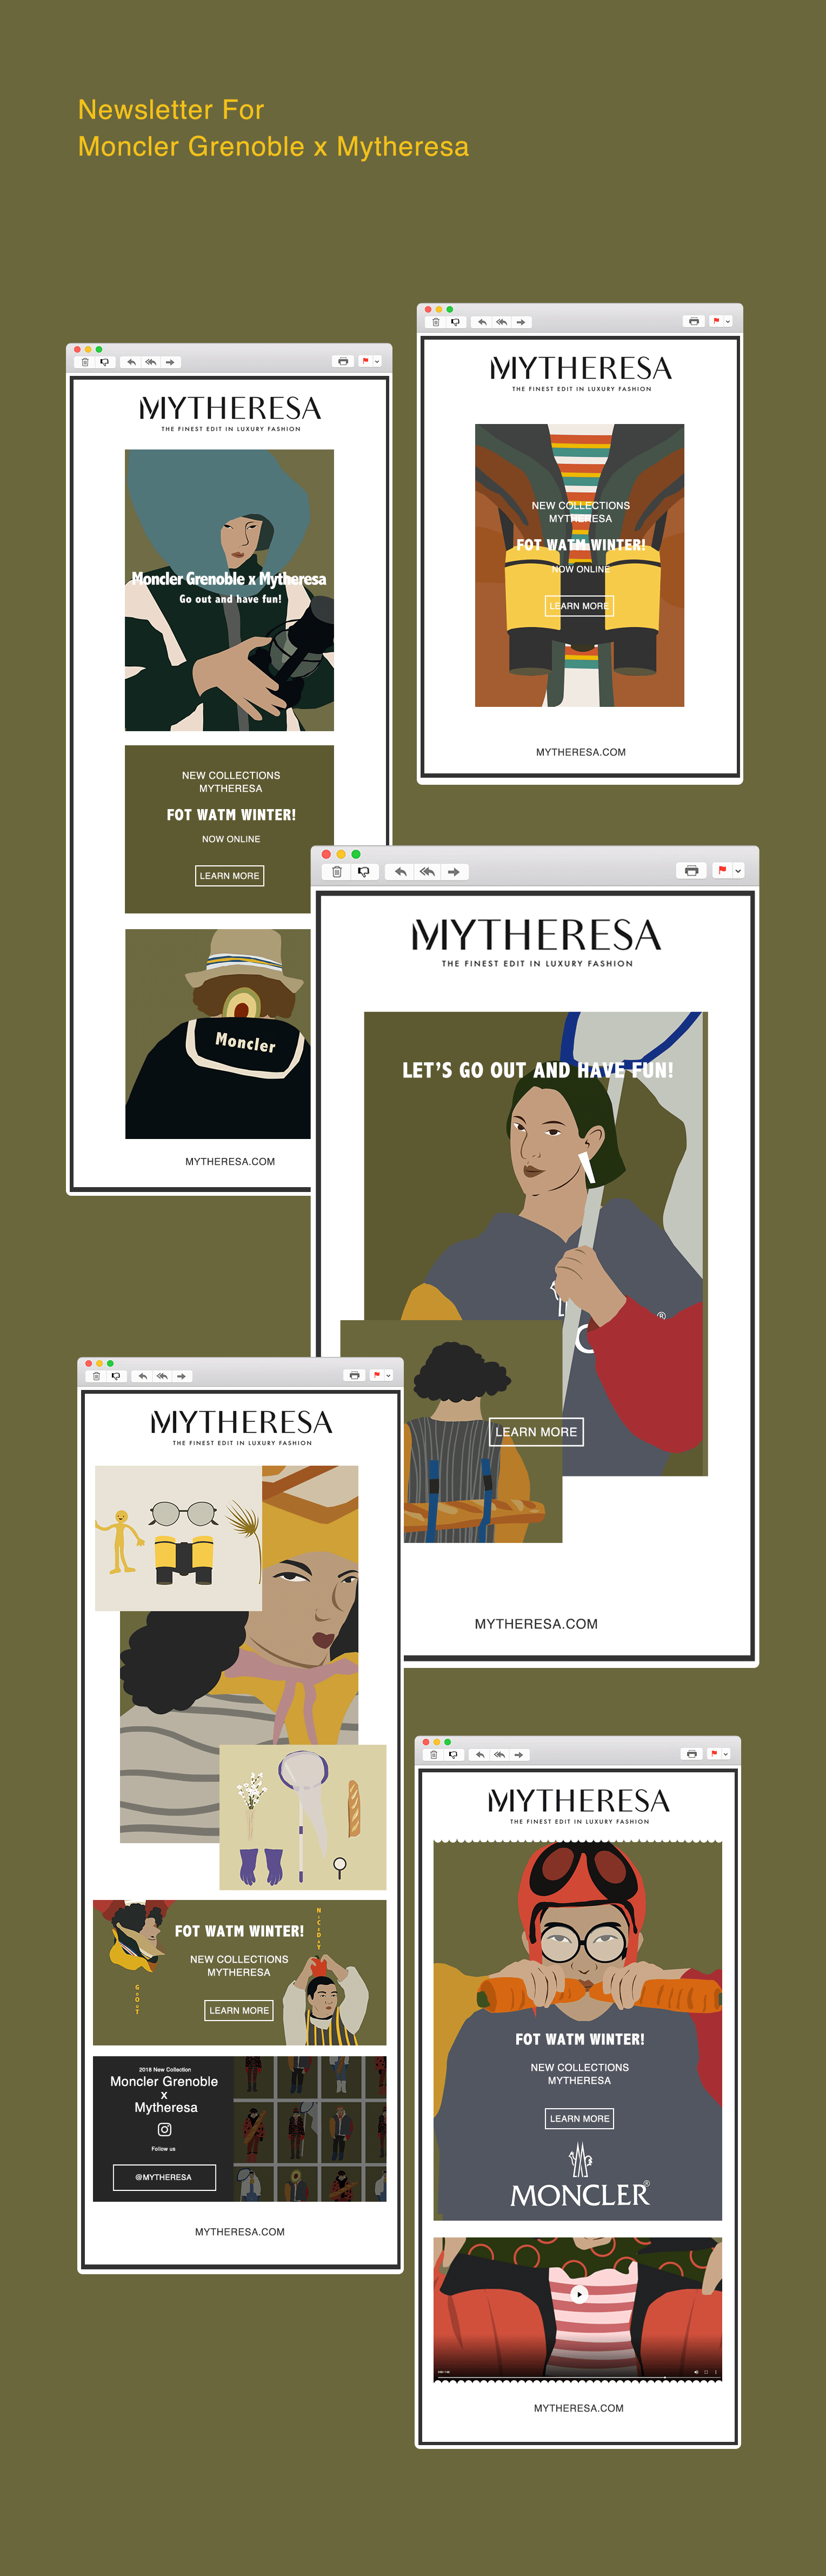 Newsletter For
Moncler Grenoble x Mytheresa
MYTHERESA
THE FINEST EDIT IN LUXURY FASHION
Moncler Grenoble x Mytheresa
Go out and have fun!
NEW COLLECTIONS
MYTHERESA
FOT WATM WINTER!
NOW ONLINE
LEARN MORE
Moncler
MYTHERESA.COM
MYTHERESA
THE FINEST EDIT IN LUXURY FASHION
NEW COLLECTIONS
MYTHERESA
FOT WATM WINTER!
NOW ONLINE
LEARN MORE
MYTHERESA.COM
MYTHERESA
THE FINEST EDIT IN LUXURY FASHION
LET'S GO OUT AND HAVE FUN!
®
LEARN MORE
MYTHERESA.COM
MYTHERESA
THE FINEST EDIT IN LUXURY FASHION
FOT WATM WINTER!
NEW COLLECTIONS
MYTHERESA
LEARN MORE
2018 New Collection
Moncler Grenoble
x
Mytheresa
Follow us
@MYTHERESA
MYTHERESA.COM
MYTHERESA
THE FINEST EDIT IN LUXURY FASHION
FOT WATM WINTER!
NEW COLLECTIONS
MYTHERESA
LEARN MORE
MONCLER®
MYTHERESA.COM